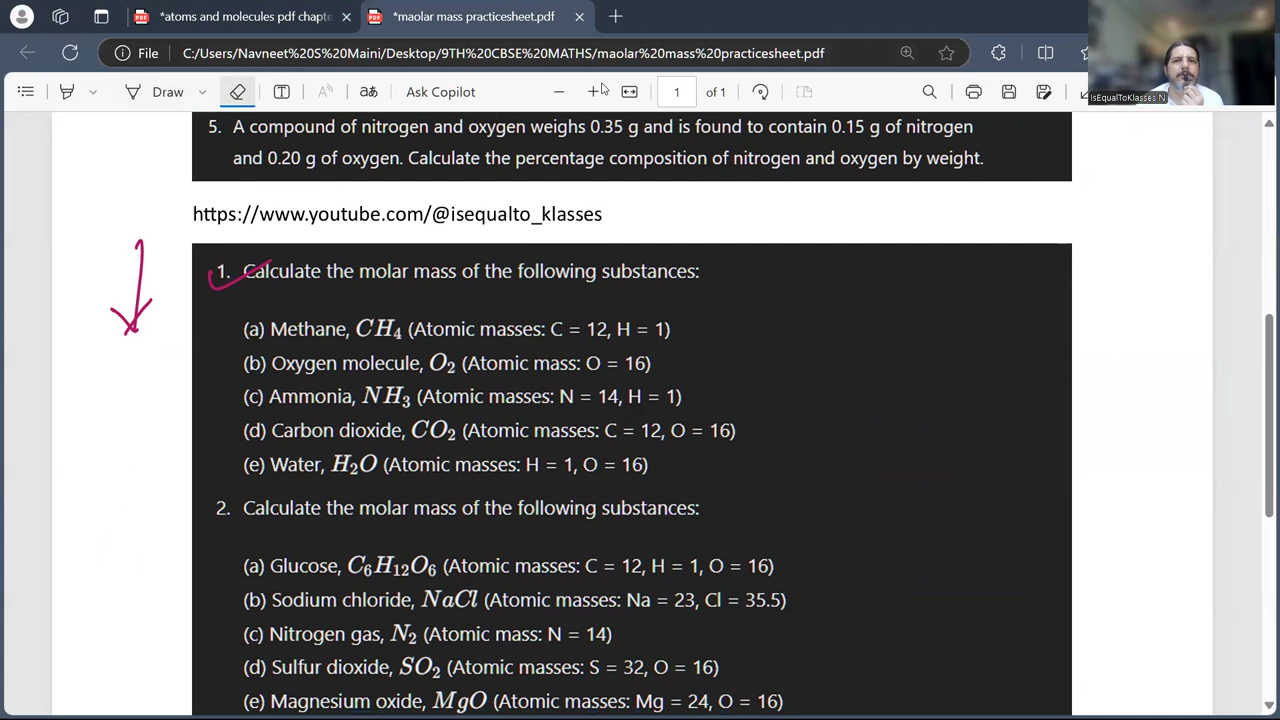 *atoms and molecules pdf chapte
*maolar mass practicesheet.pdf
File
C:/Users/Navneet%20S%20Maini/Desktop/9TH%20CBSE%20MATHS/maolar%20mass%20practicesheet.pdf
Draw
Ask Copilot
1 of 1
IsEqualToKlasses N
5. A compound of nitrogen and oxygen weighs 0.35 g and is found to contain 0.15 g of nitrogen
and 0.20 g of oxygen. Calculate the percentage composition of nitrogen and oxygen by weight.
https://www.youtube.com/@isequalto_klasses
1. Calculate the molar mass of the following substances:
(a) Methane, CH₄ (Atomic masses: C = 12, H = 1)
(b) Oxygen molecule, O₂ (Atomic mass: O = 16)
(c) Ammonia, NH₃ (Atomic masses: N = 14, H = 1)
(d) Carbon dioxide, CO₂ (Atomic masses: C = 12, O = 16)
(e) Water, H₂O (Atomic masses: H = 1, O = 16)
2. Calculate the molar mass of the following substances:
(a) Glucose, C₆H₁₂O₆ (Atomic masses: C = 12, H = 1, O = 16)
(b) Sodium chloride, NaCl (Atomic masses: Na = 23, Cl = 35.5)
(c) Nitrogen gas, N₂ (Atomic mass: N = 14)
(d) Sulfur dioxide, SO₂ (Atomic masses: S = 32, O = 16)
(e) Magnesium oxide, MgO (Atomic masses: Mg = 24, O = 16)